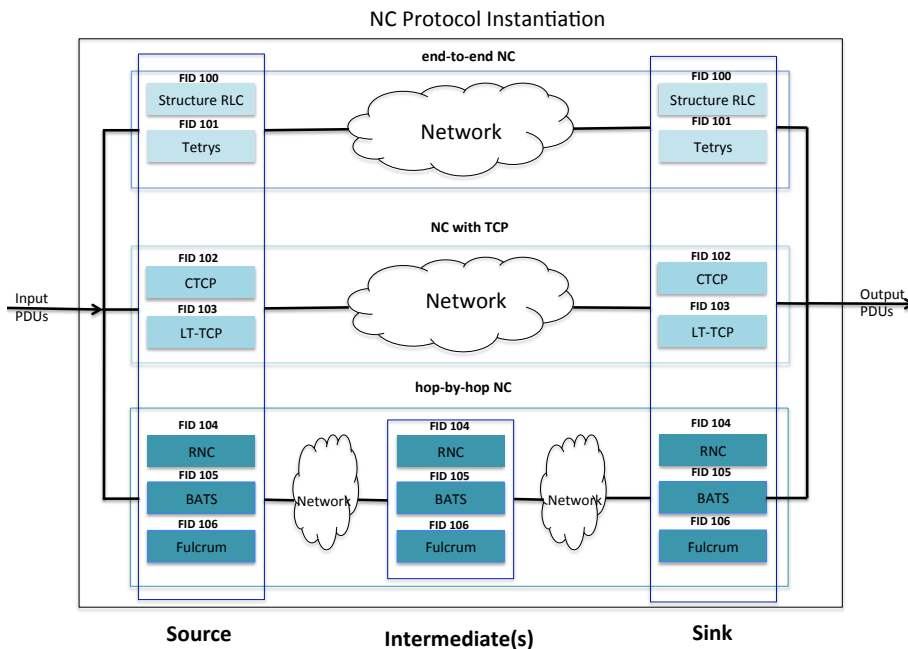 NC Protocol Instantiation
end-to-end NC
FID 100
Structure RLC
FID 101
Tetrys
Network
FID 100
Structure RLC
FID 101
Tetrys
NC with TCP
FID 102
CTCP
FID 103
LT-TCP
Network
FID 102
CTCP
FID 103
LT-TCP
Input
PDUs
Output
PDUs
hop-by-hop NC
FID 104
RNC
FID 105
BATS
FID 106
Fulcrum
Network
FID 104
RNC
FID 105
BATS
FID 106
Fulcrum
Network
FID 104
RNC
FID 105
BATS
FID 106
Fulcrum
Source
Intermediate(s)
Sink